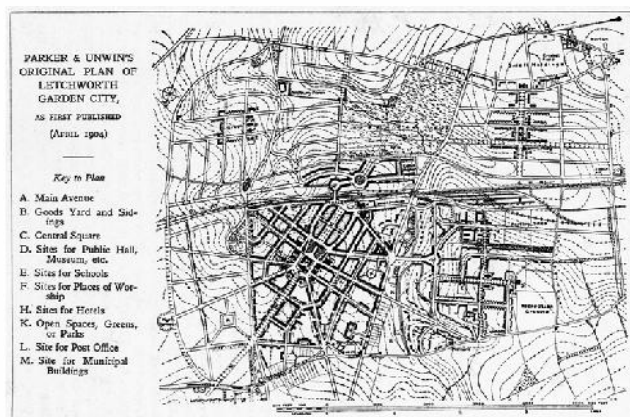 PARKER & UNWIN'S
ORIGINAL PLAN OF
LETCHWORTH
GARDEN CITY,
AS FIRST PUBLISHED
(APRIL 1904)
Key to Plan
A. Main Avenue
B. Goods Yard and Sid-
ings
C. Central Square
D. Sites for Public Hall,
Museum, etc.
E. Sites for Schools
F. Sites for Places of Wor-
ship
H. Sites for Hotels
K. Open Spaces, Greens,
or Parks
L. Site for Post Office
M. Site for Municipal
Buildings